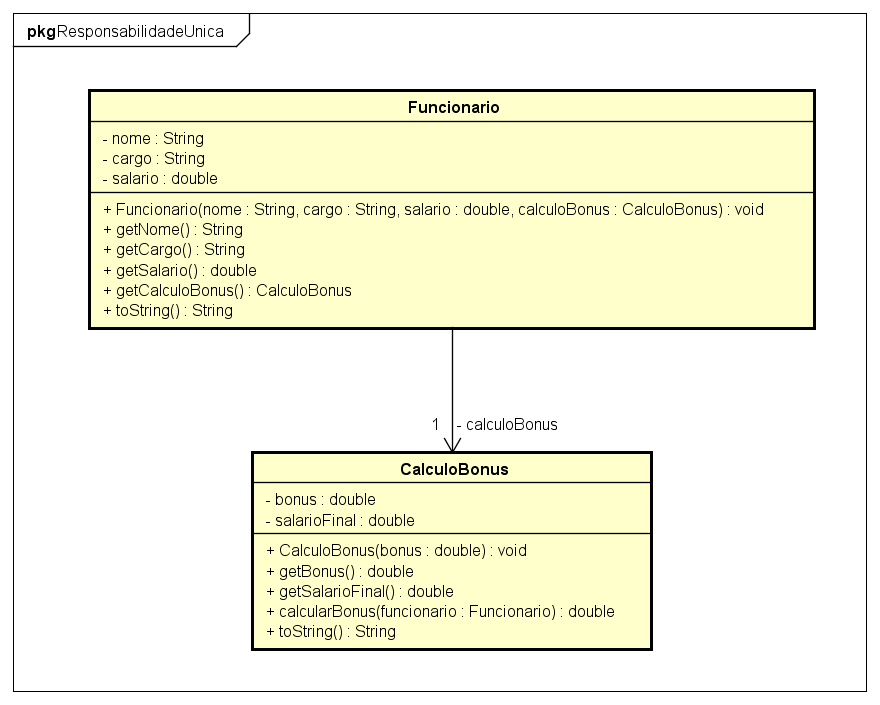 pkgResponsabilidadeUnica
Funcionario
- nome : String
- cargo : String
- salario : double
+ Funcionario(nome : String, cargo : String, salario : double, calculoBonus : CalculoBonus) : void
+ getNome() : String
+ getCargo() : String
+ getSalario() : double
+ getCalculoBonus() : CalculoBonus
+ toString() : String
1 - calculoBonus
CalculoBonus
- bonus : double
- salarioFinal : double
+ CalculoBonus(bonus : double) : void
+ getBonus() : double
+ getSalarioFinal() : double
+ calcularBonus(funcionario : Funcionario) : double
+ toString() : String